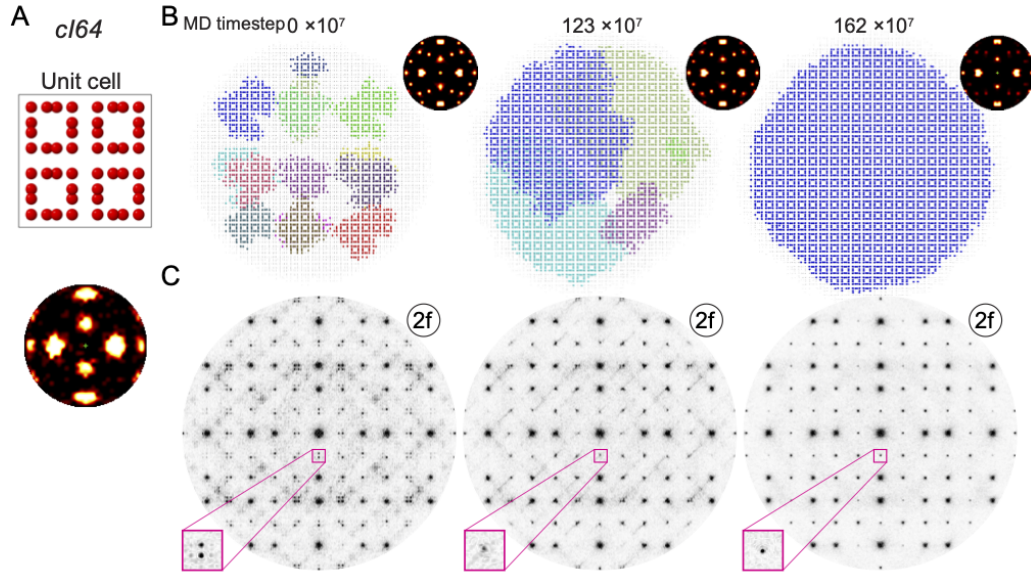 A
cI64
Unit cell
B
MD timestep 0 ×10⁷
123 ×10⁷
162 ×10⁷
C
2f
2f
2f